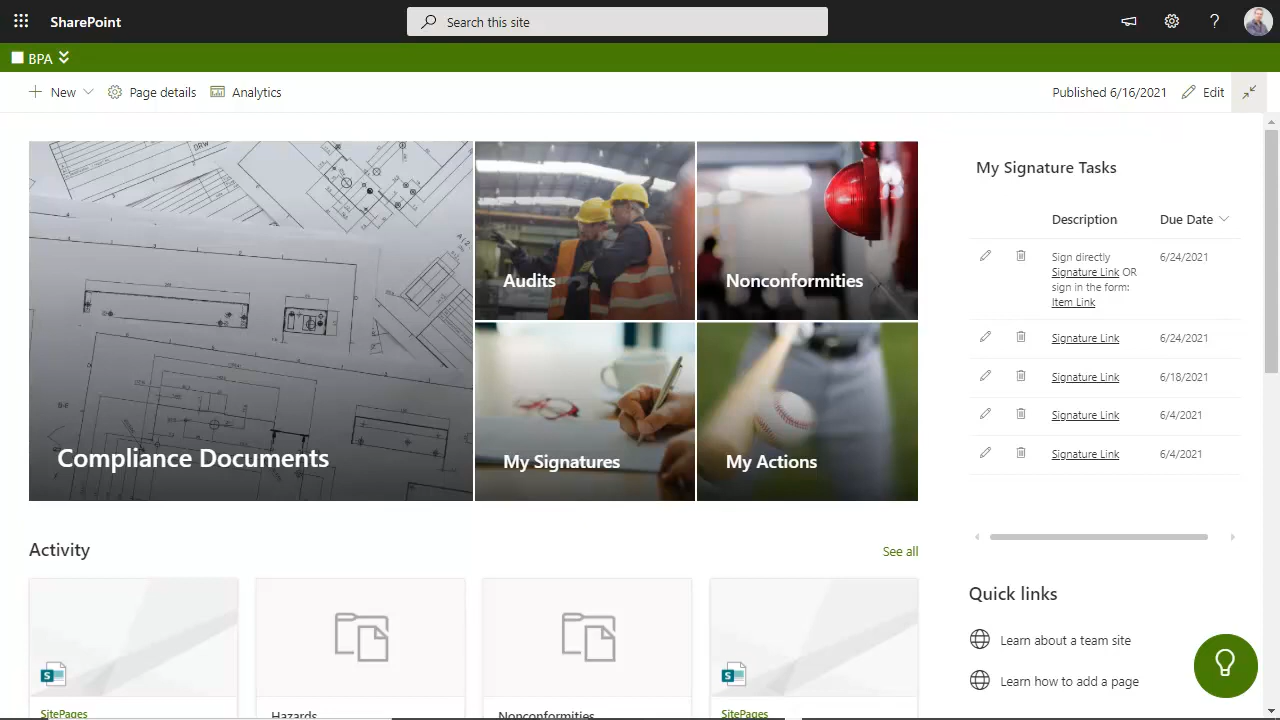 SharePoint
Search this site
BPA
New
Page details
Analytics
Published 6/16/2021
Edit
Compliance Documents
Audits
Nonconformities
My Signatures
My Actions
My Signature Tasks
Description
Due Date
Sign directly
Signature Link OR
sign in the form:
Item Link
6/24/2021
Signature Link
6/24/2021
Signature Link
6/18/2021
Signature Link
6/4/2021
Signature Link
6/4/2021
Activity
See all
SitePages
Hazards
Nonconformities
SitePages
Quick links
Learn about a team site
Learn how to add a page